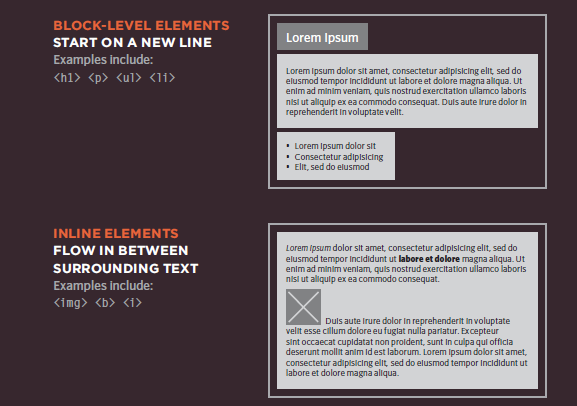 BLOCK-LEVEL ELEMENTS
START ON A NEW LINE
Examples include:
<h1> <p> <ul> <li>
Lorem Ipsum
Lorem ipsum dolor sit amet, consectetur adipisicing elit, sed do
eiusmod tempor incididunt ut labore et dolore magna aliqua. Ut
enim ad minim veniam, quis nostrud exercitation ullamco laboris
nisi ut aliquip ex ea commodo consequat. Duis aute irure dolor in
reprehenderit in voluptate velit.
• Lorem ipsum dolor sit
• Consectetur adipisicing
• Elit, sed do eiusmod
INLINE ELEMENTS
FLOW IN BETWEEN
SURROUNDING TEXT
Examples include:
<img> <b> <i>
Lorem ipsum dolor sit amet, consectetur adipisicing elit, sed do
eiusmod tempor incididunt ut labore et dolore magna aliqua. Ut
enim ad minim veniam, quis nostrud exercitation ullamco laboris
nisi ut aliquip ex ea commodo consequat.
Duis aute irure dolor in reprehenderit in voluptate
velit esse cillum dolore eu fugiat nulla pariatur. Excepteur
sint occaecat cupidatat non proident, sunt in culpa qui officia
deserunt mollit anim id est laborum. Lorem ipsum dolor sit amet,
consectetur adipisicing elit, sed do eiusmod tempor incididunt ut
labore et dolore magna aliqua.